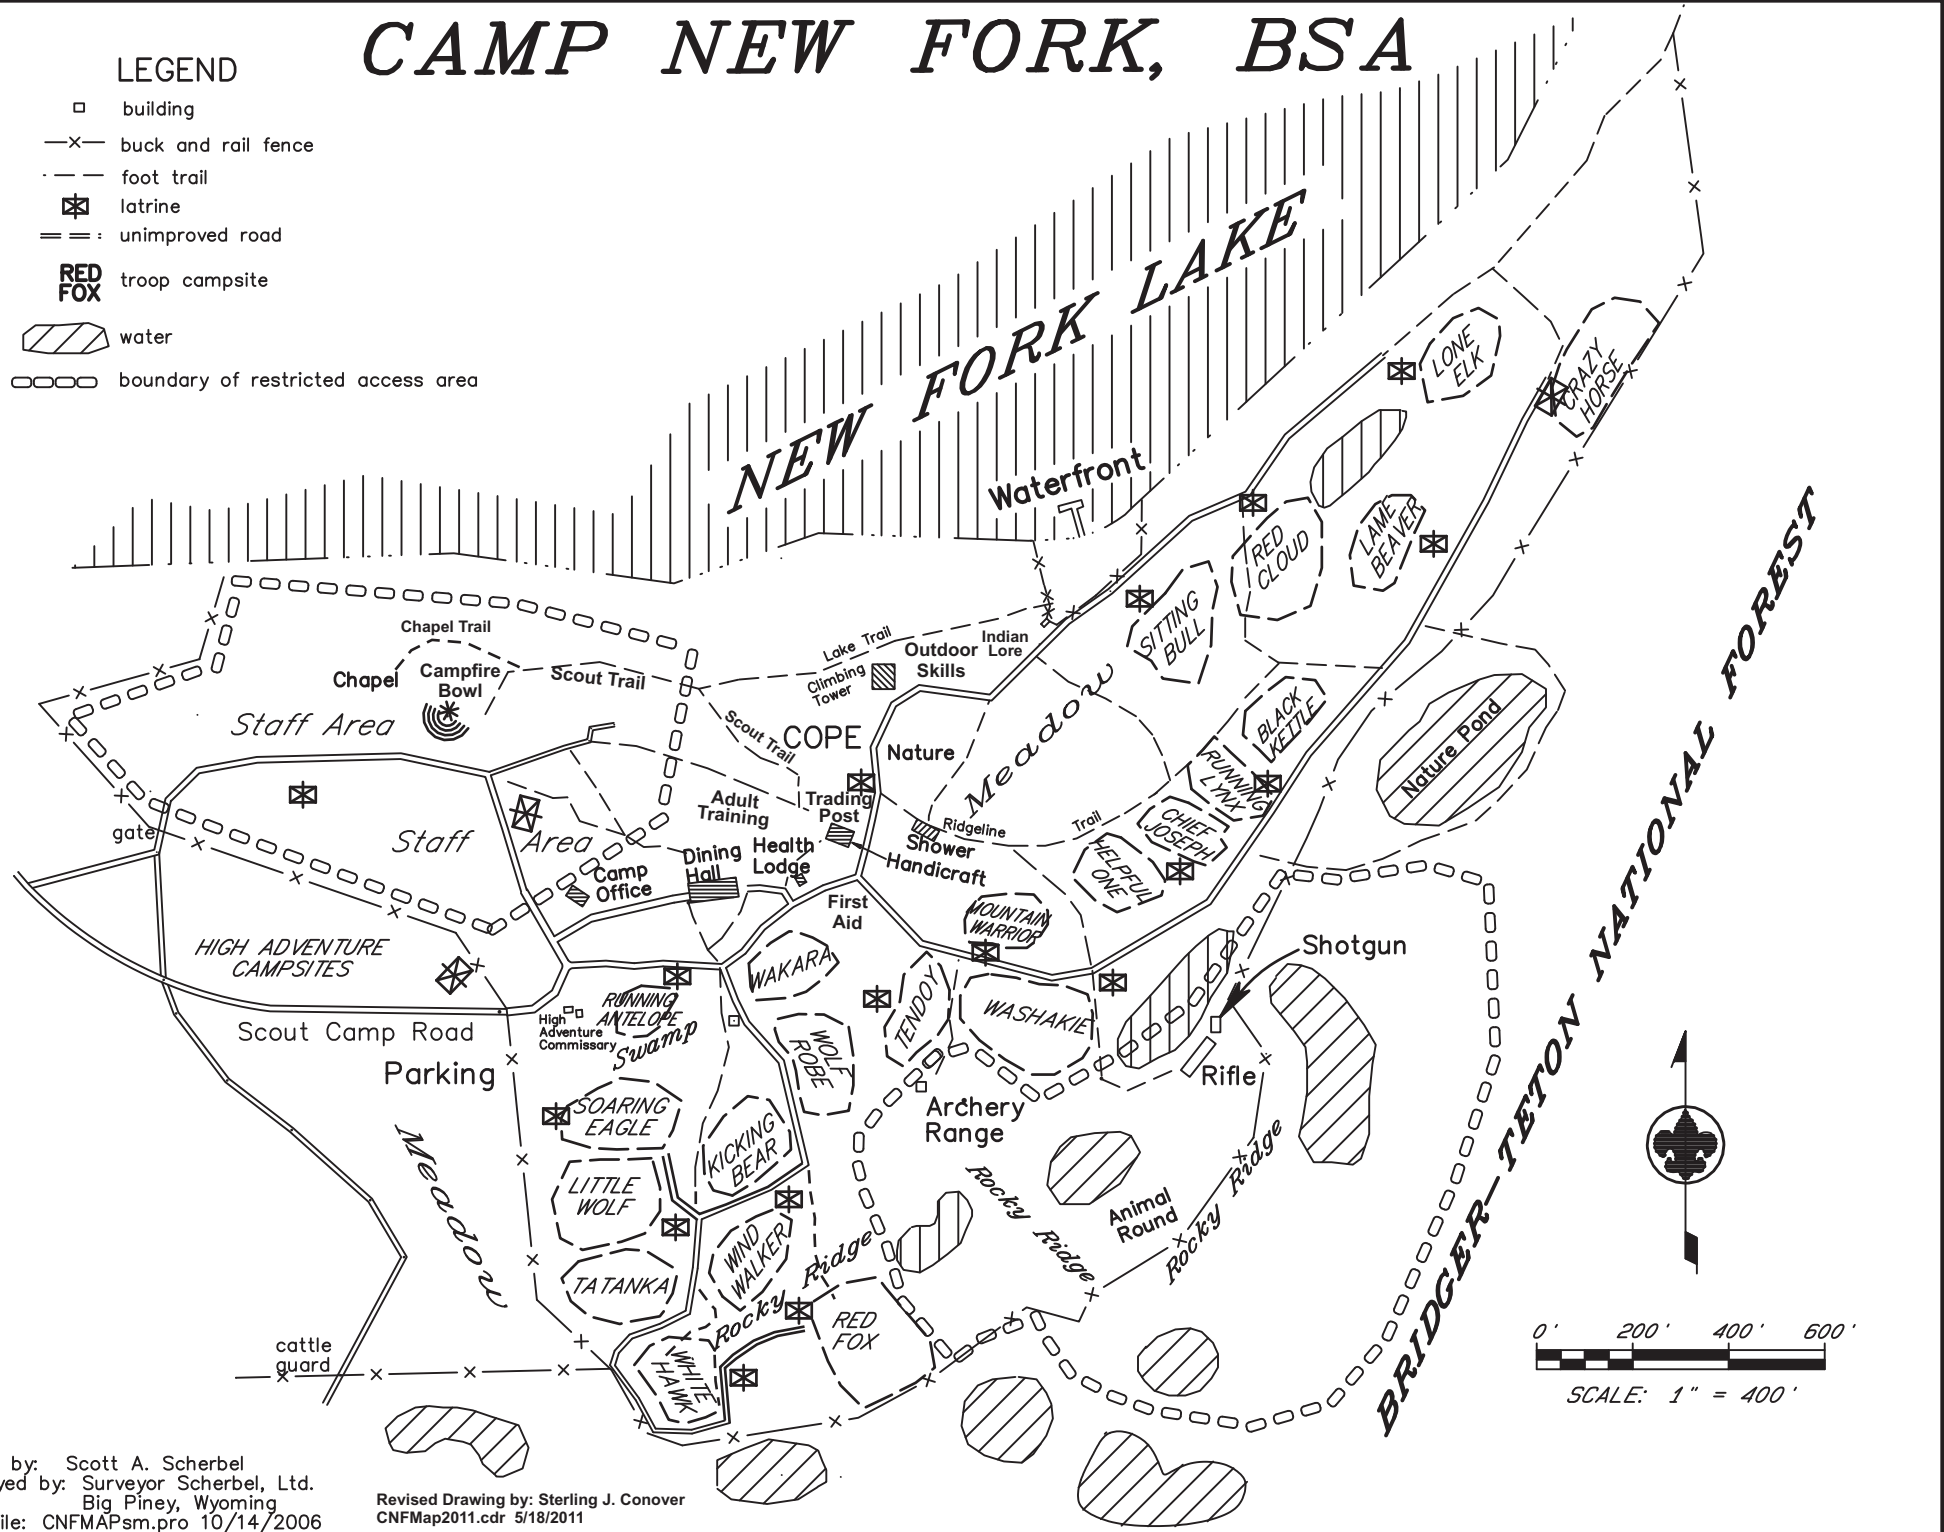 CAMP NEW FORK, BSA
LEGEND
building
buck and rail fence
foot trail
latrine
unimproved road
RED
FOX
troop campsite
water
boundary of restricted access area
NEW FORK LAKE
Waterfront
LONE
ELK
CRAZY
HORSE
RED
CLOUD
LAME
BEAVER
SITTING
BULL
Chapel Trail
Chapel
Campfire
Bowl
Scout Trail
Staff Area
Lake Trail
Climbing
Tower
Outdoor
Skills
Indian
Lore
Meadow
Scout Trail
COPE
Nature
BLACK
KETTLE
RUNNING
LYNX
Nature Pond
gate
Staff Area
Adult
Training
Trading
Post
Ridgeline Trail
CHIEF
JOSEPH
HELPFUL
ONE
Shower
Handicraft
Health
Lodge
Dining
Hall
Camp
Office
First
Aid
MOUNTAIN
WARRIOR
HIGH ADVENTURE
CAMPSITES
WAKARA
TENDOY
WASHAKIE
Shotgun
Rifle
Scout Camp Road
High
Adventure
Commissary
RUNNING
ANTELOPE
Swamp
WOLF
ROBE
Parking
SOARING
EAGLE
KICKING
BEAR
Archery
Range
Meadow
LITTLE
WOLF
WIND
WALKER
TATANKA
Rocky Ridge
Rocky Ridge
Animal
Round
Rocky Ridge
RED
FOX
WHITE
HAWK
cattle
guard
BRIDGER-TETON NATIONAL FOREST
0' 200' 400' 600'
SCALE: 1" = 400'
by: Scott A. Scherbel
yed by: Surveyor Scherbel, Ltd.
Big Piney, Wyoming
ile: CNFMAPsm.pro 10/14/2006
Revised Drawing by: Sterling J. Conover
CNFMap2011.cdr 5/18/2011